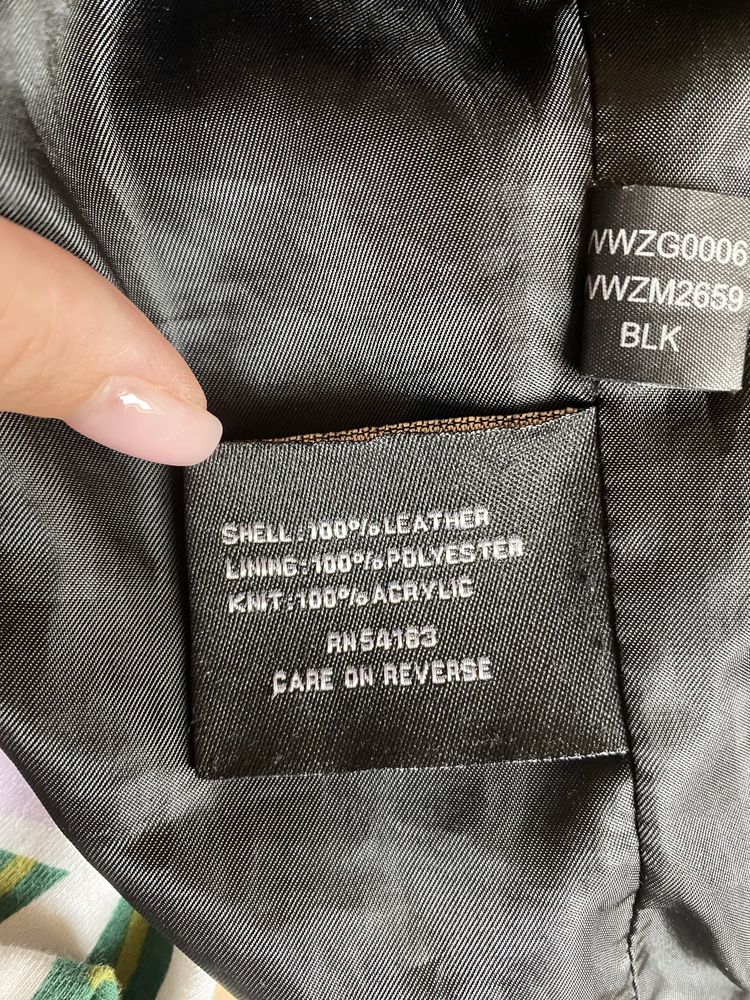 WWZG0006
WWZM2659
BLK
SHELL:100%LEATHER
LINING:100%POLYESTER
KNIT:100%ACRYLIC
RN54163
CARE ON REVERSE